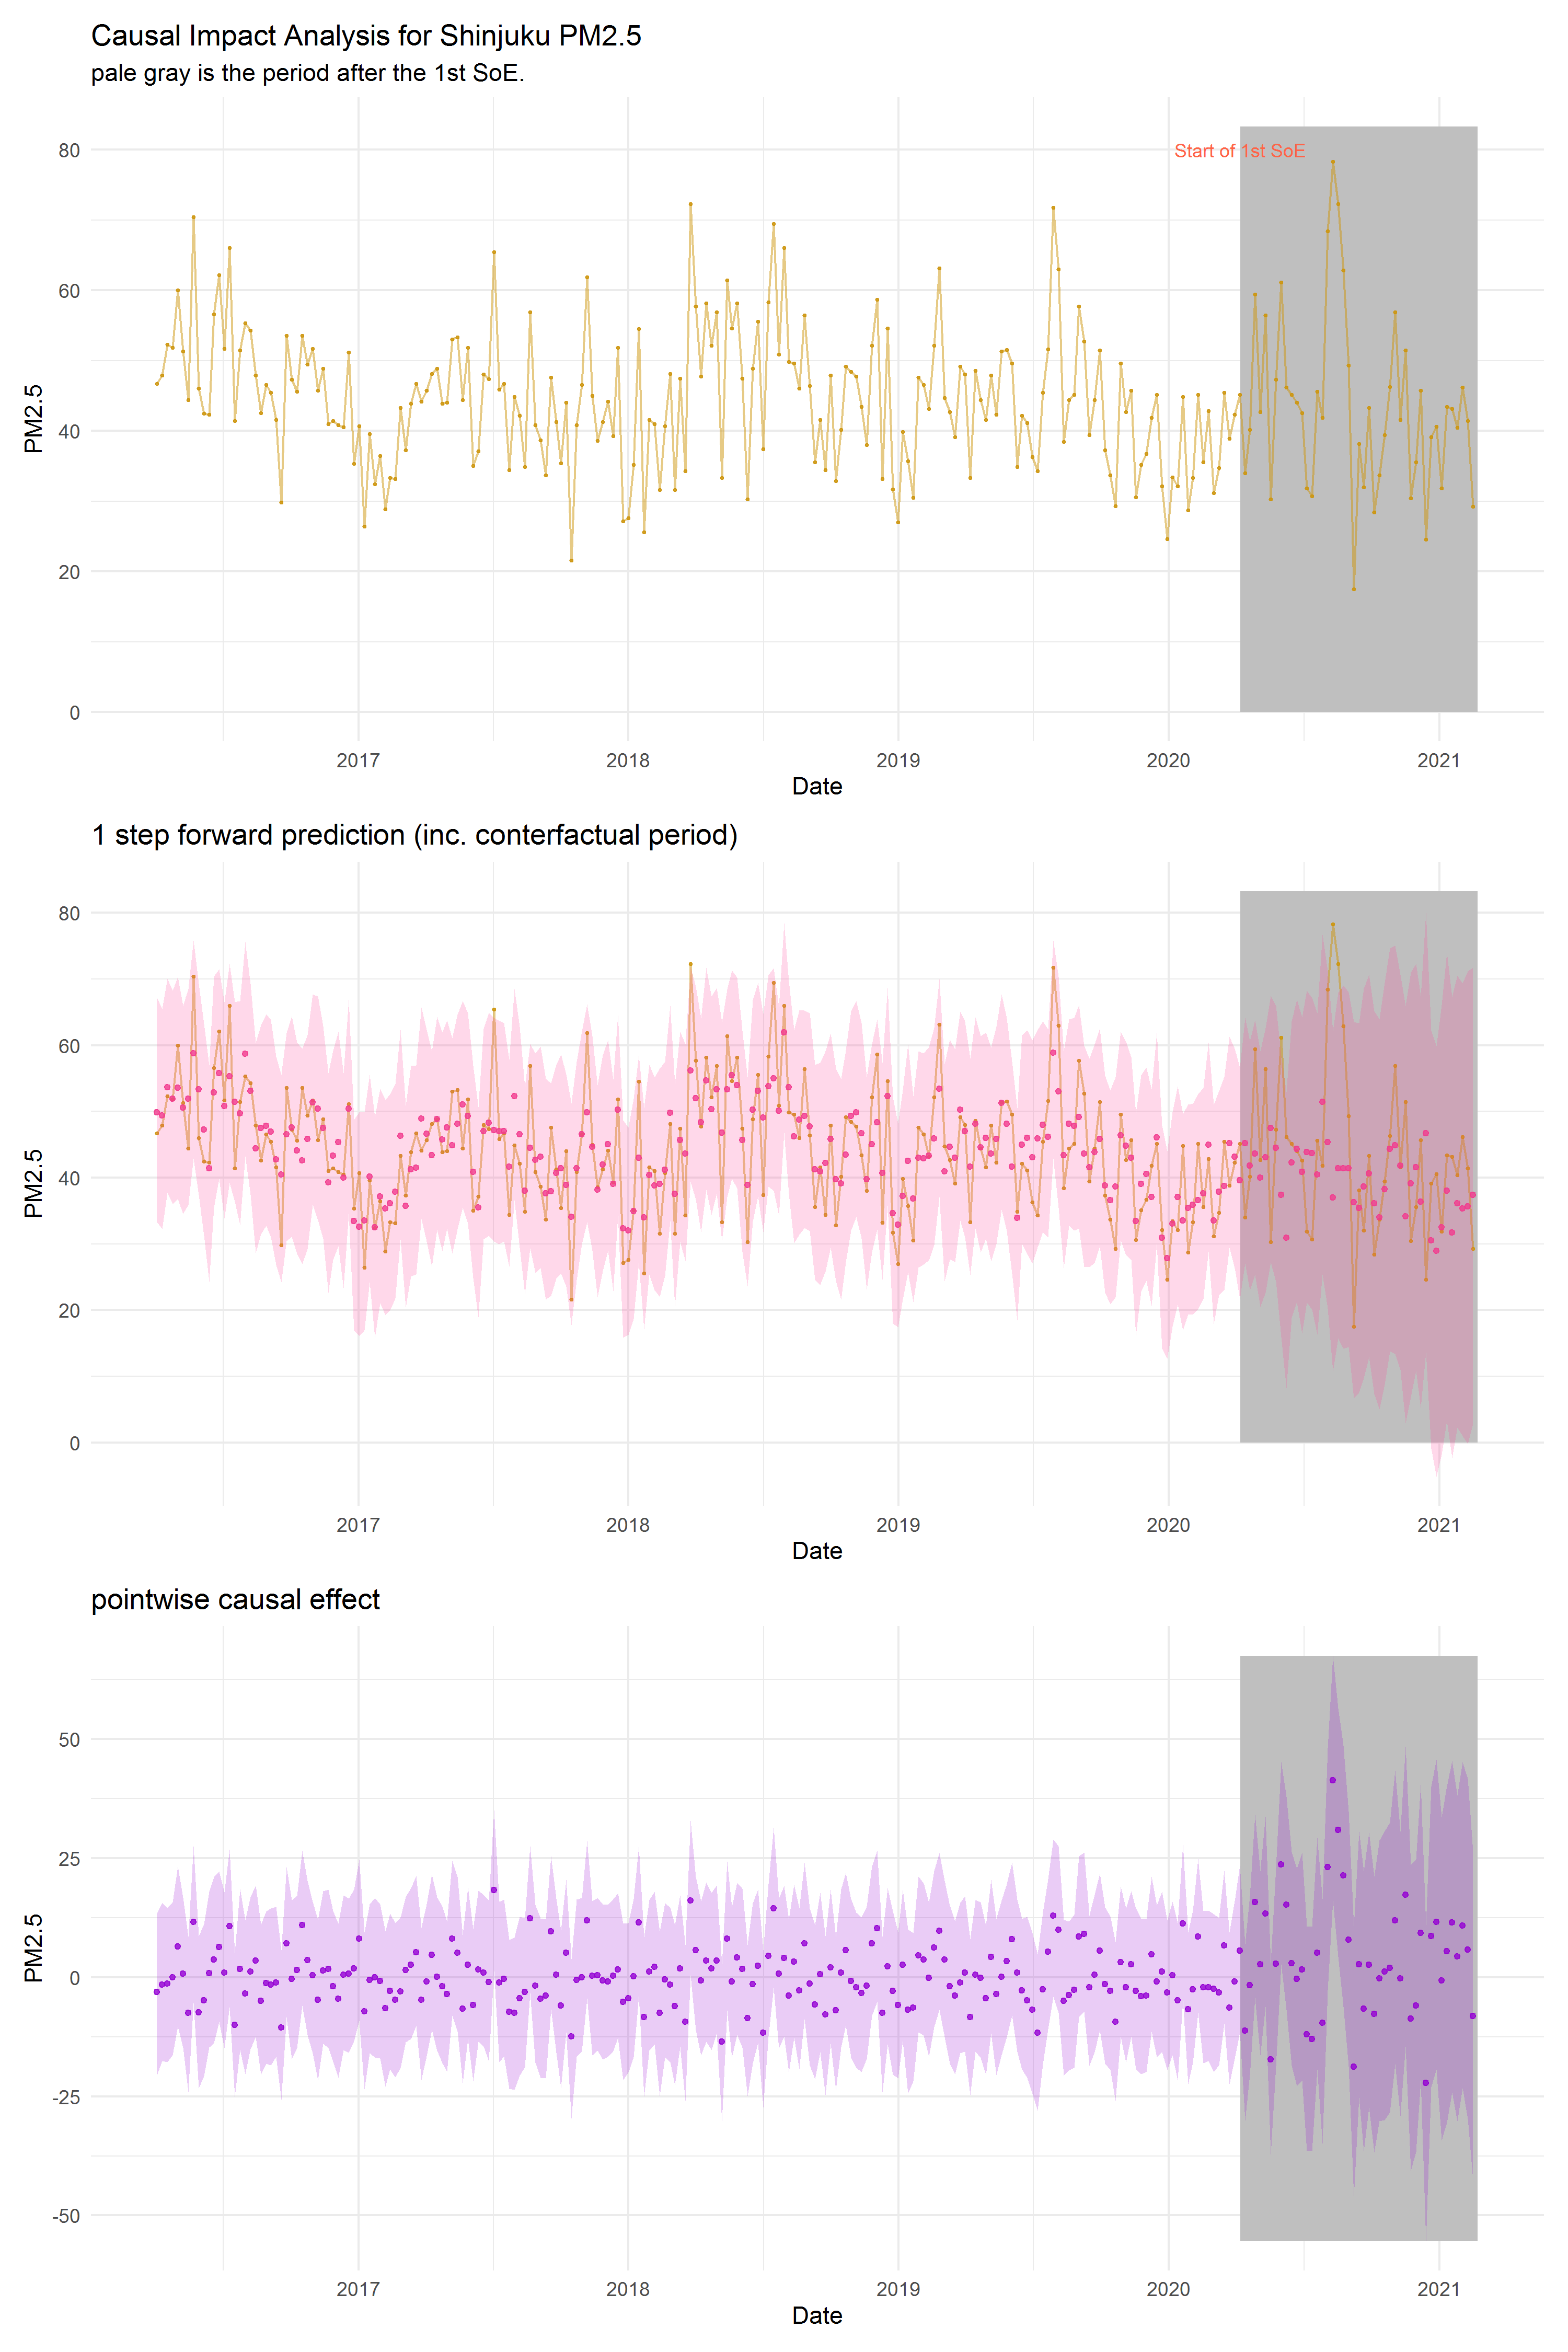 Causal Impact Analysis for Shinjuku PM2.5
pale gray is the period after the 1st SoE.
80
60
40
20
0
PM2.5
Start of 1st SoE
2017 2018 2019 2020 2021
Date
1 step forward prediction (inc. conterfactual period)
80
60
40
20
0
PM2.5
2017 2018 2019 2020 2021
Date
pointwise causal effect
50
25
0
-25
-50
PM2.5
2017 2018 2019 2020 2021
Date